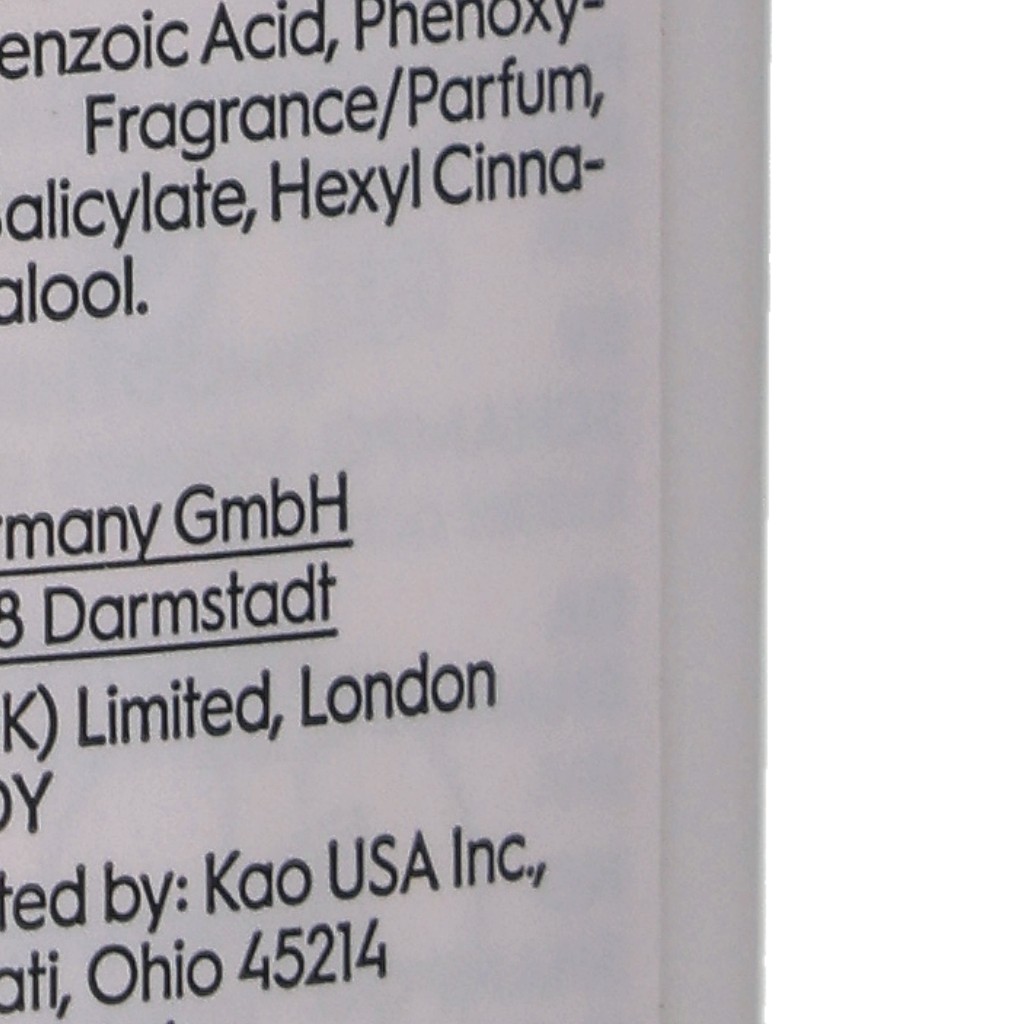 enzoic Acid, Phenoxy-
Fragrance/Parfum,
alicylate, Hexyl Cinna-
alool.
rmany GmbH
8 Darmstadt
K) Limited, London
DY
ted by: Kao USA Inc.,
ati, Ohio 45214